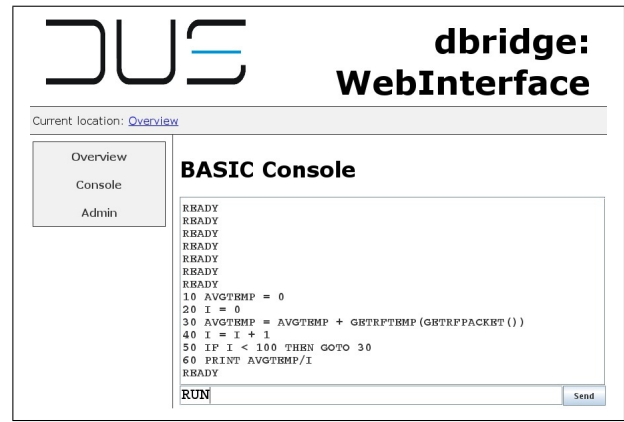 DUS
dbridge:
WebInterface
Current location: Overview
Overview
Console
Admin
BASIC Console
READY
READY
READY
READY
READY
READY
READY
10 AVGTEMP = 0
20 I = 0
30 AVGTEMP = AVGTEMP + GETRFTEMP(GETRFPACKET())
40 I = I + 1
50 IF I < 100 THEN GOTO 30
60 PRINT AVGTEMP/I
READY
RUN
Send